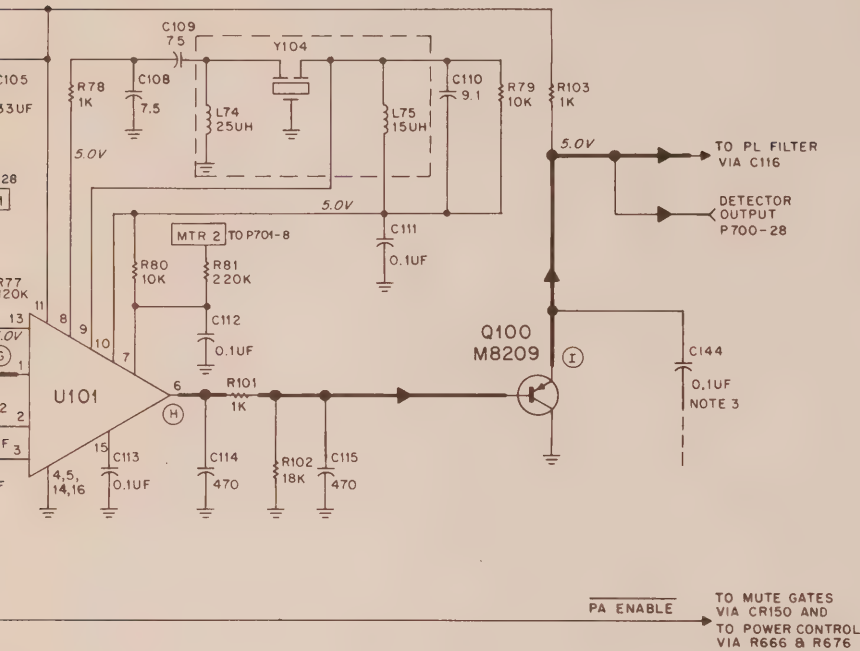 C109
75
Y104
C105
33UF
R78
1K
C108
7.5
L74
25UH
L75
15UH
C110
9.1
R79
10K
R103
1K
5.0V
5.0V
TO PL FILTER
VIA C116
28
5.0V
DETECTOR
OUTPUT
P700-28
MTR 2 TO P701-8
C111
0.1UF
R80
10K
R81
220K
R77
120K
11
8
9
10
7
13
.0V
C112
0.1UF
Q100
M8209
I
C144
0.1UF
NOTE 3
G
1
U101
6
H
R101
1K
2
2
F 3
15
4,5,
14,16
C113
0.1UF
C114
470
R102
18K
C115
470
F
PA ENABLE
TO MUTE GATES
VIA CR150 AND
TO POWER CONTROL
VIA R666 & R676